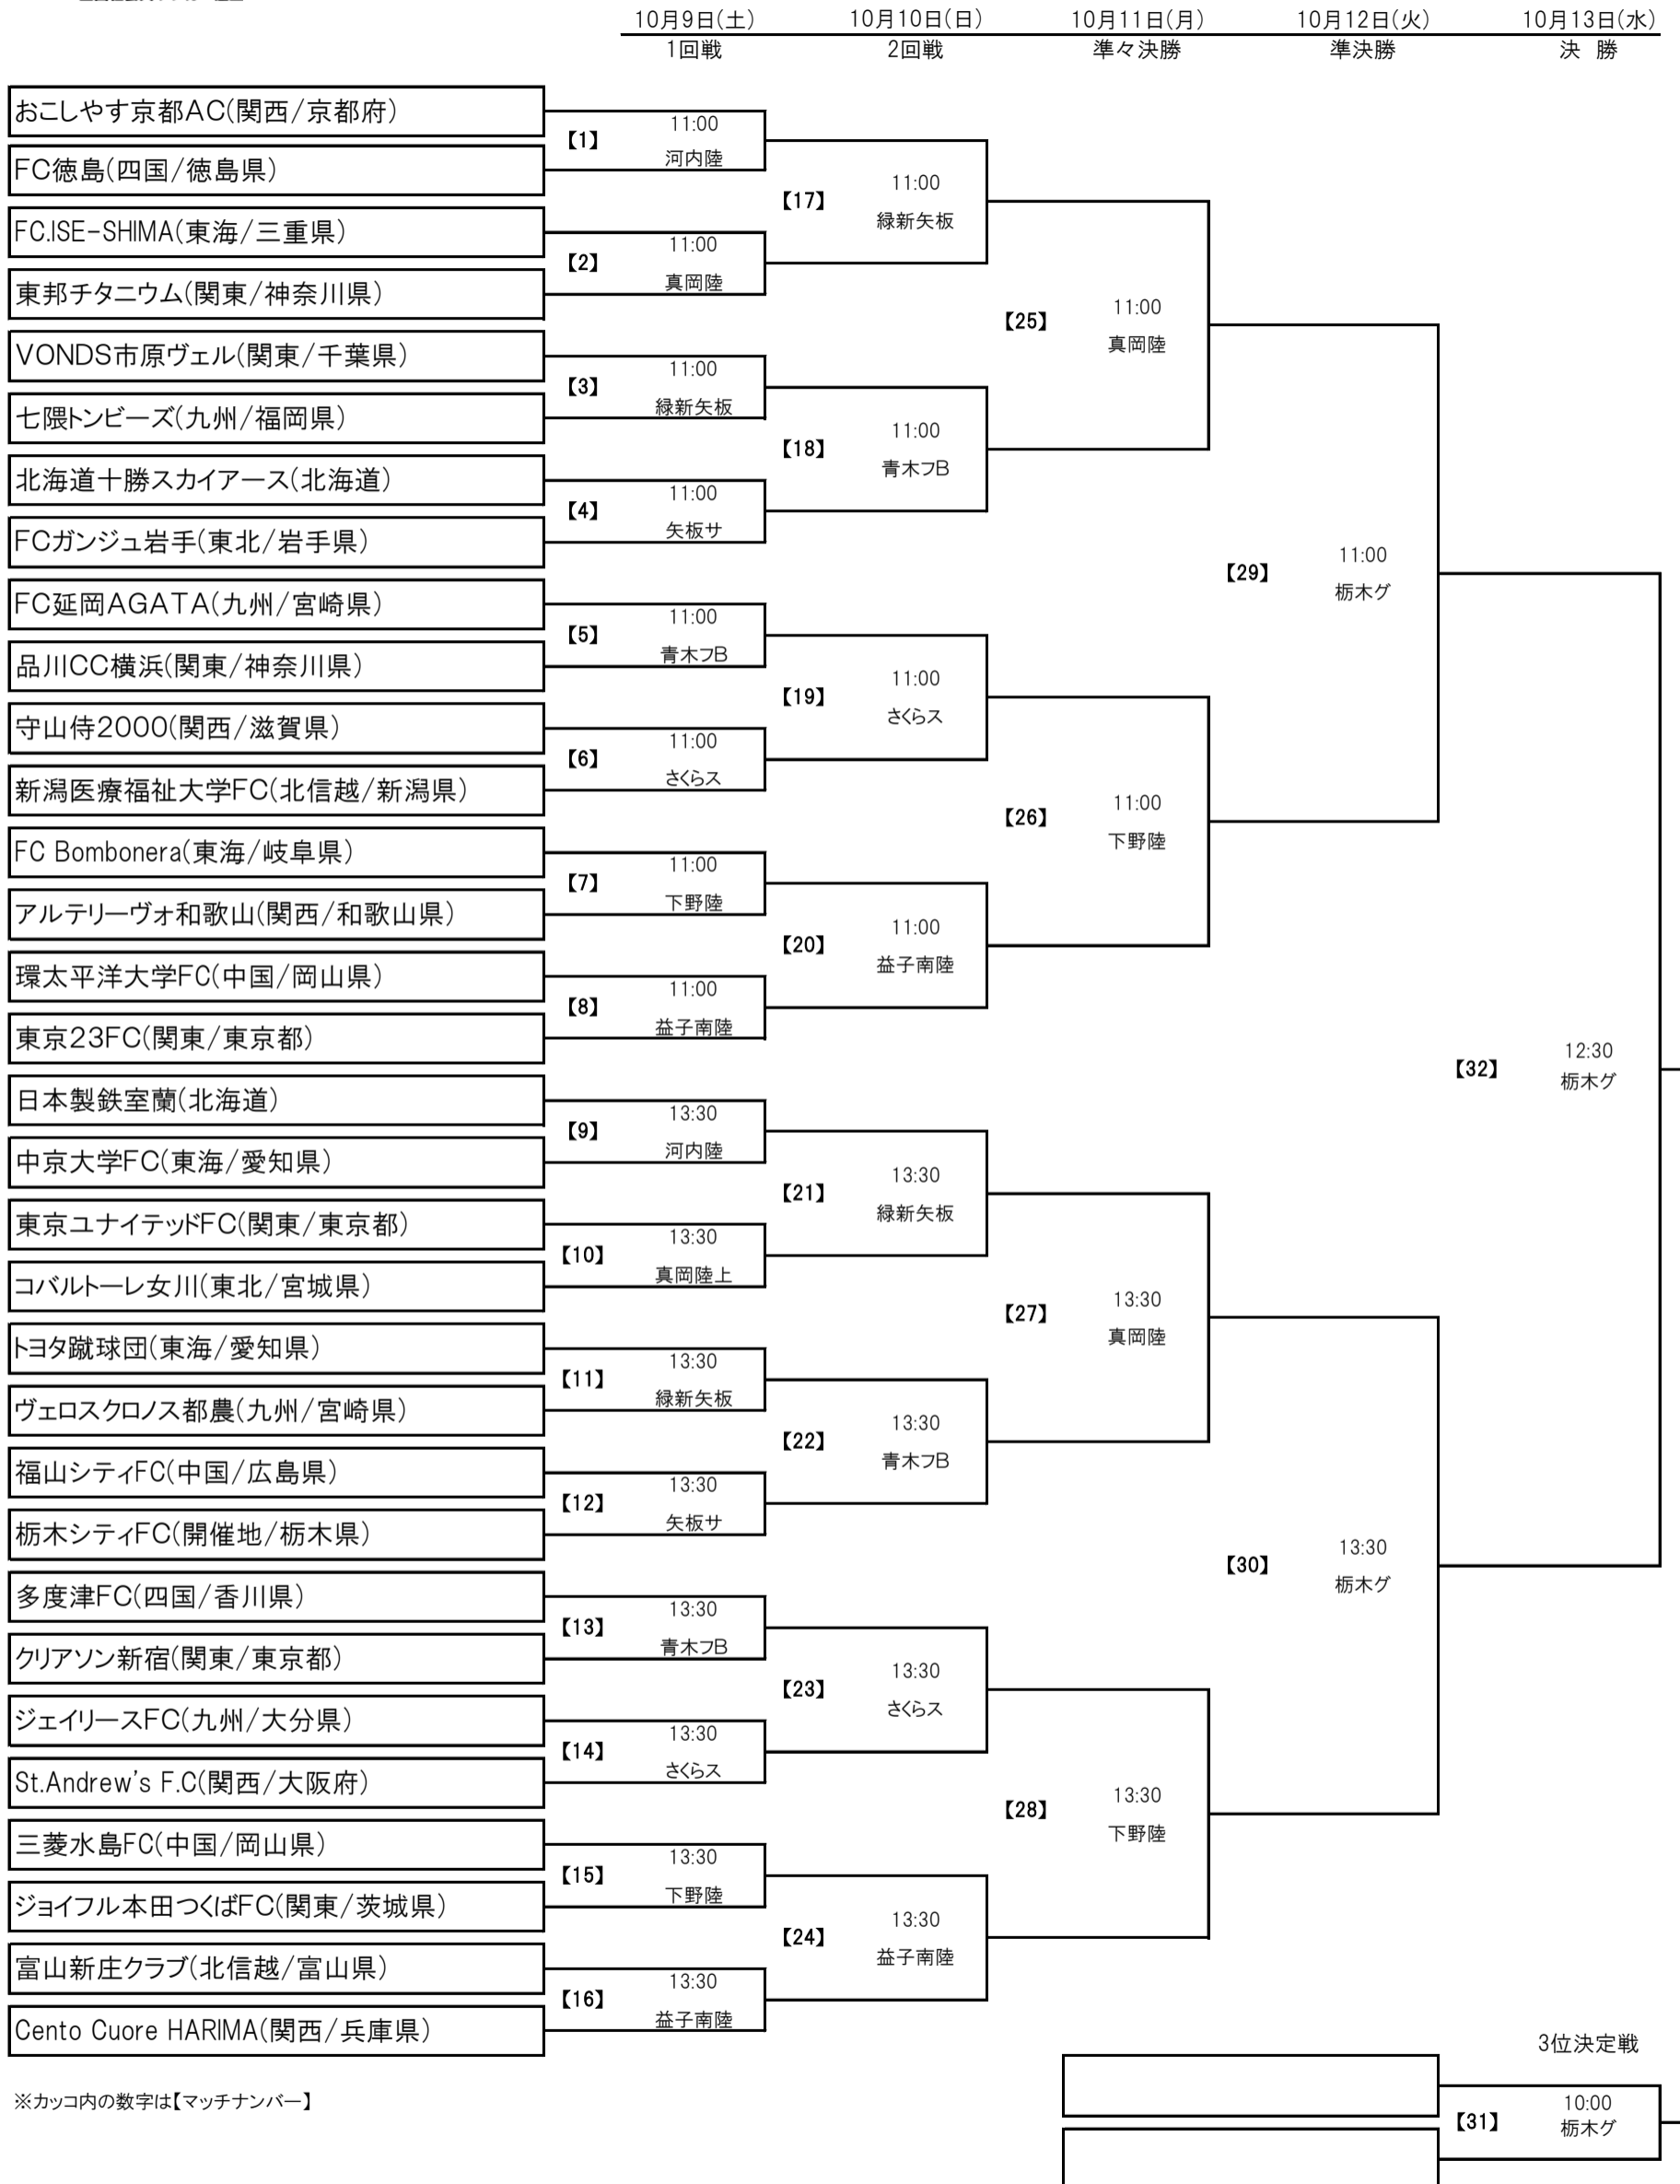 10月9日(土) 10月10日(日) 10月11日(月) 10月12日(火) 10月13日(水)
1回戦 2回戦 準々決勝 準決勝 決 勝
おこしやす京都AC(関西/京都府)
【1】 11:00
河内陸
FC徳島(四国/徳島県)
【17】 11:00
緑新矢板
FC.ISE-SHIMA(東海/三重県)
【2】 11:00
真岡陸
東邦チタニウム(関東/神奈川県)
【25】 11:00
真岡陸
VONDS市原ヴェル(関東/千葉県)
【3】 11:00
緑新矢板
七隈トンビーズ(九州/福岡県)
【18】 11:00
青木フB
北海道十勝スカイアース(北海道)
【4】 11:00
矢板サ
FCガンジュ岩手(東北/岩手県)
【29】 11:00
栃木グ
FC延岡AGATA(九州/宮崎県)
【5】 11:00
青木フB
品川CC横浜(関東/神奈川県)
【19】 11:00
さくらス
守山侍2000(関西/滋賀県)
【6】 11:00
さくらス
新潟医療福祉大学FC(北信越/新潟県)
【26】 11:00
下野陸
FC Bombonera(東海/岐阜県)
【7】 11:00
下野陸
アルテリーヴォ和歌山(関西/和歌山県)
【20】 11:00
益子南陸
環太平洋大学FC(中国/岡山県)
【8】 11:00
益子南陸
東京23FC(関東/東京都)
【32】 12:30
栃木グ
日本製鉄室蘭(北海道)
【9】 13:30
河内陸
中京大学FC(東海/愛知県)
【21】 13:30
緑新矢板
東京ユナイテッドFC(関東/東京都)
【10】 13:30
真岡陸上
コバルトーレ女川(東北/宮城県)
【27】 13:30
真岡陸
トヨタ蹴球団(東海/愛知県)
【11】 13:30
緑新矢板
ヴェロスクロノス都農(九州/宮崎県)
【22】 13:30
青木フB
福山シティFC(中国/広島県)
【12】 13:30
矢板サ
栃木シティFC(開催地/栃木県)
【30】 13:30
栃木グ
多度津FC(四国/香川県)
【13】 13:30
青木フB
クリアソン新宿(関東/東京都)
【23】 13:30
さくらス
ジェイリースFC(九州/大分県)
【14】 13:30
さくらス
St.Andrew's F.C(関西/大阪府)
【28】 13:30
下野陸
三菱水島FC(中国/岡山県)
【15】 13:30
下野陸
ジョイフル本田つくばFC(関東/茨城県)
【24】 13:30
益子南陸
富山新庄クラブ(北信越/富山県)
【16】 13:30
益子南陸
Cento Cuore HARIMA(関西/兵庫県)
3位決定戦
【31】 10:00
栃木グ
※カッコ内の数字は【マッチナンバー】